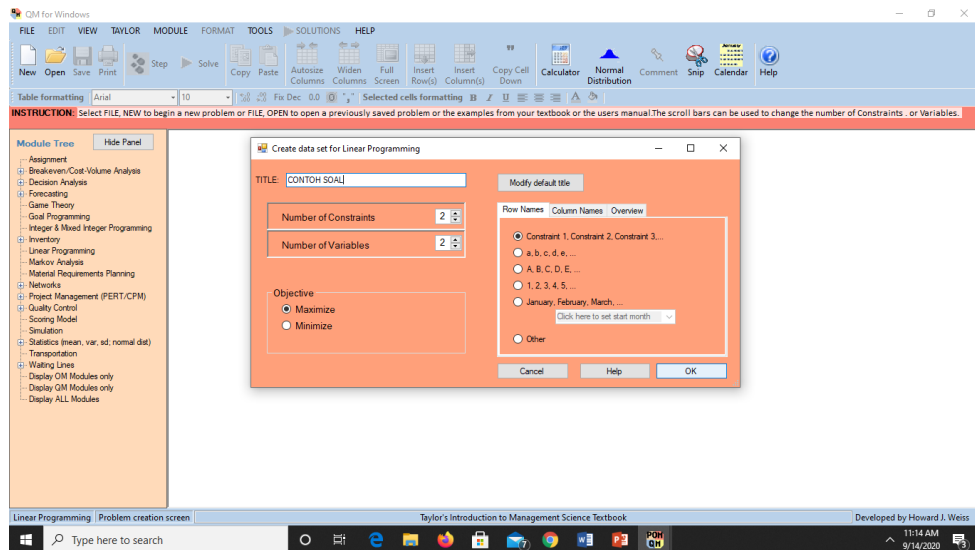 QM for Windows
FILE EDIT VIEW TAYLOR MODULE FORMAT TOOLS SOLUTIONS HELP
New Open Save Print Step Solve Copy Paste Autosize Columns Widen Columns Full Screen Insert Row(s) Insert Column(s) Copy Cell Down Calculator Normal Distribution Comment Snip January Calendar Help
Table formatting Arial 10 Fix Dec 0.0 0 "," Selected cells formatting B I U A
INSTRUCTION: Select FILE, NEW to begin a new problem or FILE, OPEN to open a previously saved problem or the examples from your textbook or the users manual.The scroll bars can be used to change the number of Constraints . or Variables.
Module Tree Hide Panel
Assignment
Breakeven/Cost-Volume Analysis
Decision Analysis
Forecasting
Game Theory
Goal Programming
Integer & Mixed Integer Programming
Inventory
Linear Programming
Markov Analysis
Material Requirements Planning
Networks
Project Management (PERT/CPM)
Quality Control
Scoring Model
Simulation
Statistics (mean, var, sd; normal dist)
Transportation
Waiting Lines
Display OM Modules only
Display QM Modules only
Display ALL Modules
Create data set for Linear Programming
TITLE: CONTOH SOAL
Modify default title
Number of Constraints 2
Number of Variables 2
Objective
Maximize
Minimize
Row Names Column Names Overview
Constraint 1, Constraint 2, Constraint 3,...
a, b, c, d, e, ...
A, B, C, D, E, ...
1, 2, 3, 4, 5, ...
January, February, March, ...
Click here to set start month
Other
Cancel Help OK
Linear Programming Problem creation screen Taylor's Introduction to Management Science Textbook Developed by Howard J. Weiss
Type here to search
POM QM
11:14 AM
9/14/2020